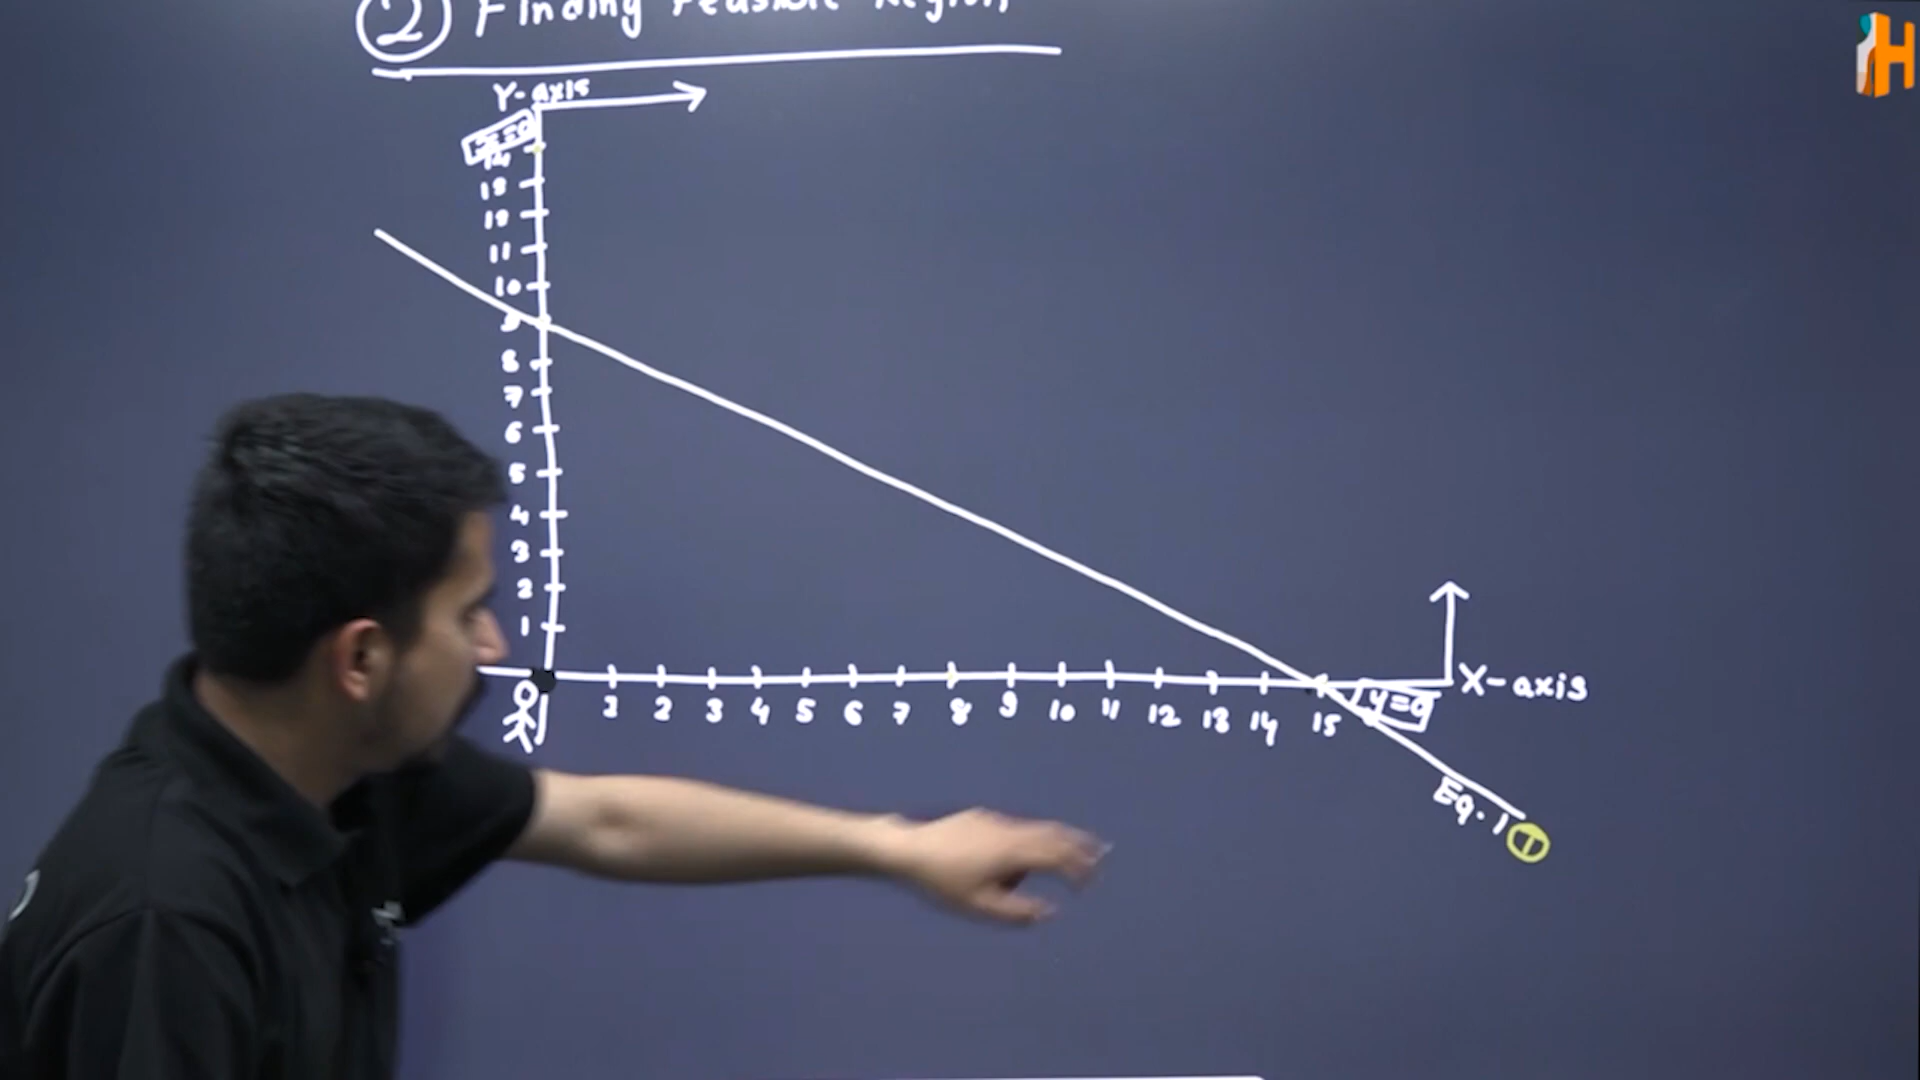 ② Finding Feasible Region
Y-axis
14
13
12
11
10
9
8
7
6
5
4
3
2
1
X-axis
y=0
1 2 3 4 5 6 7 8 9 10 11 12 13 14 15
Eq. 1
H